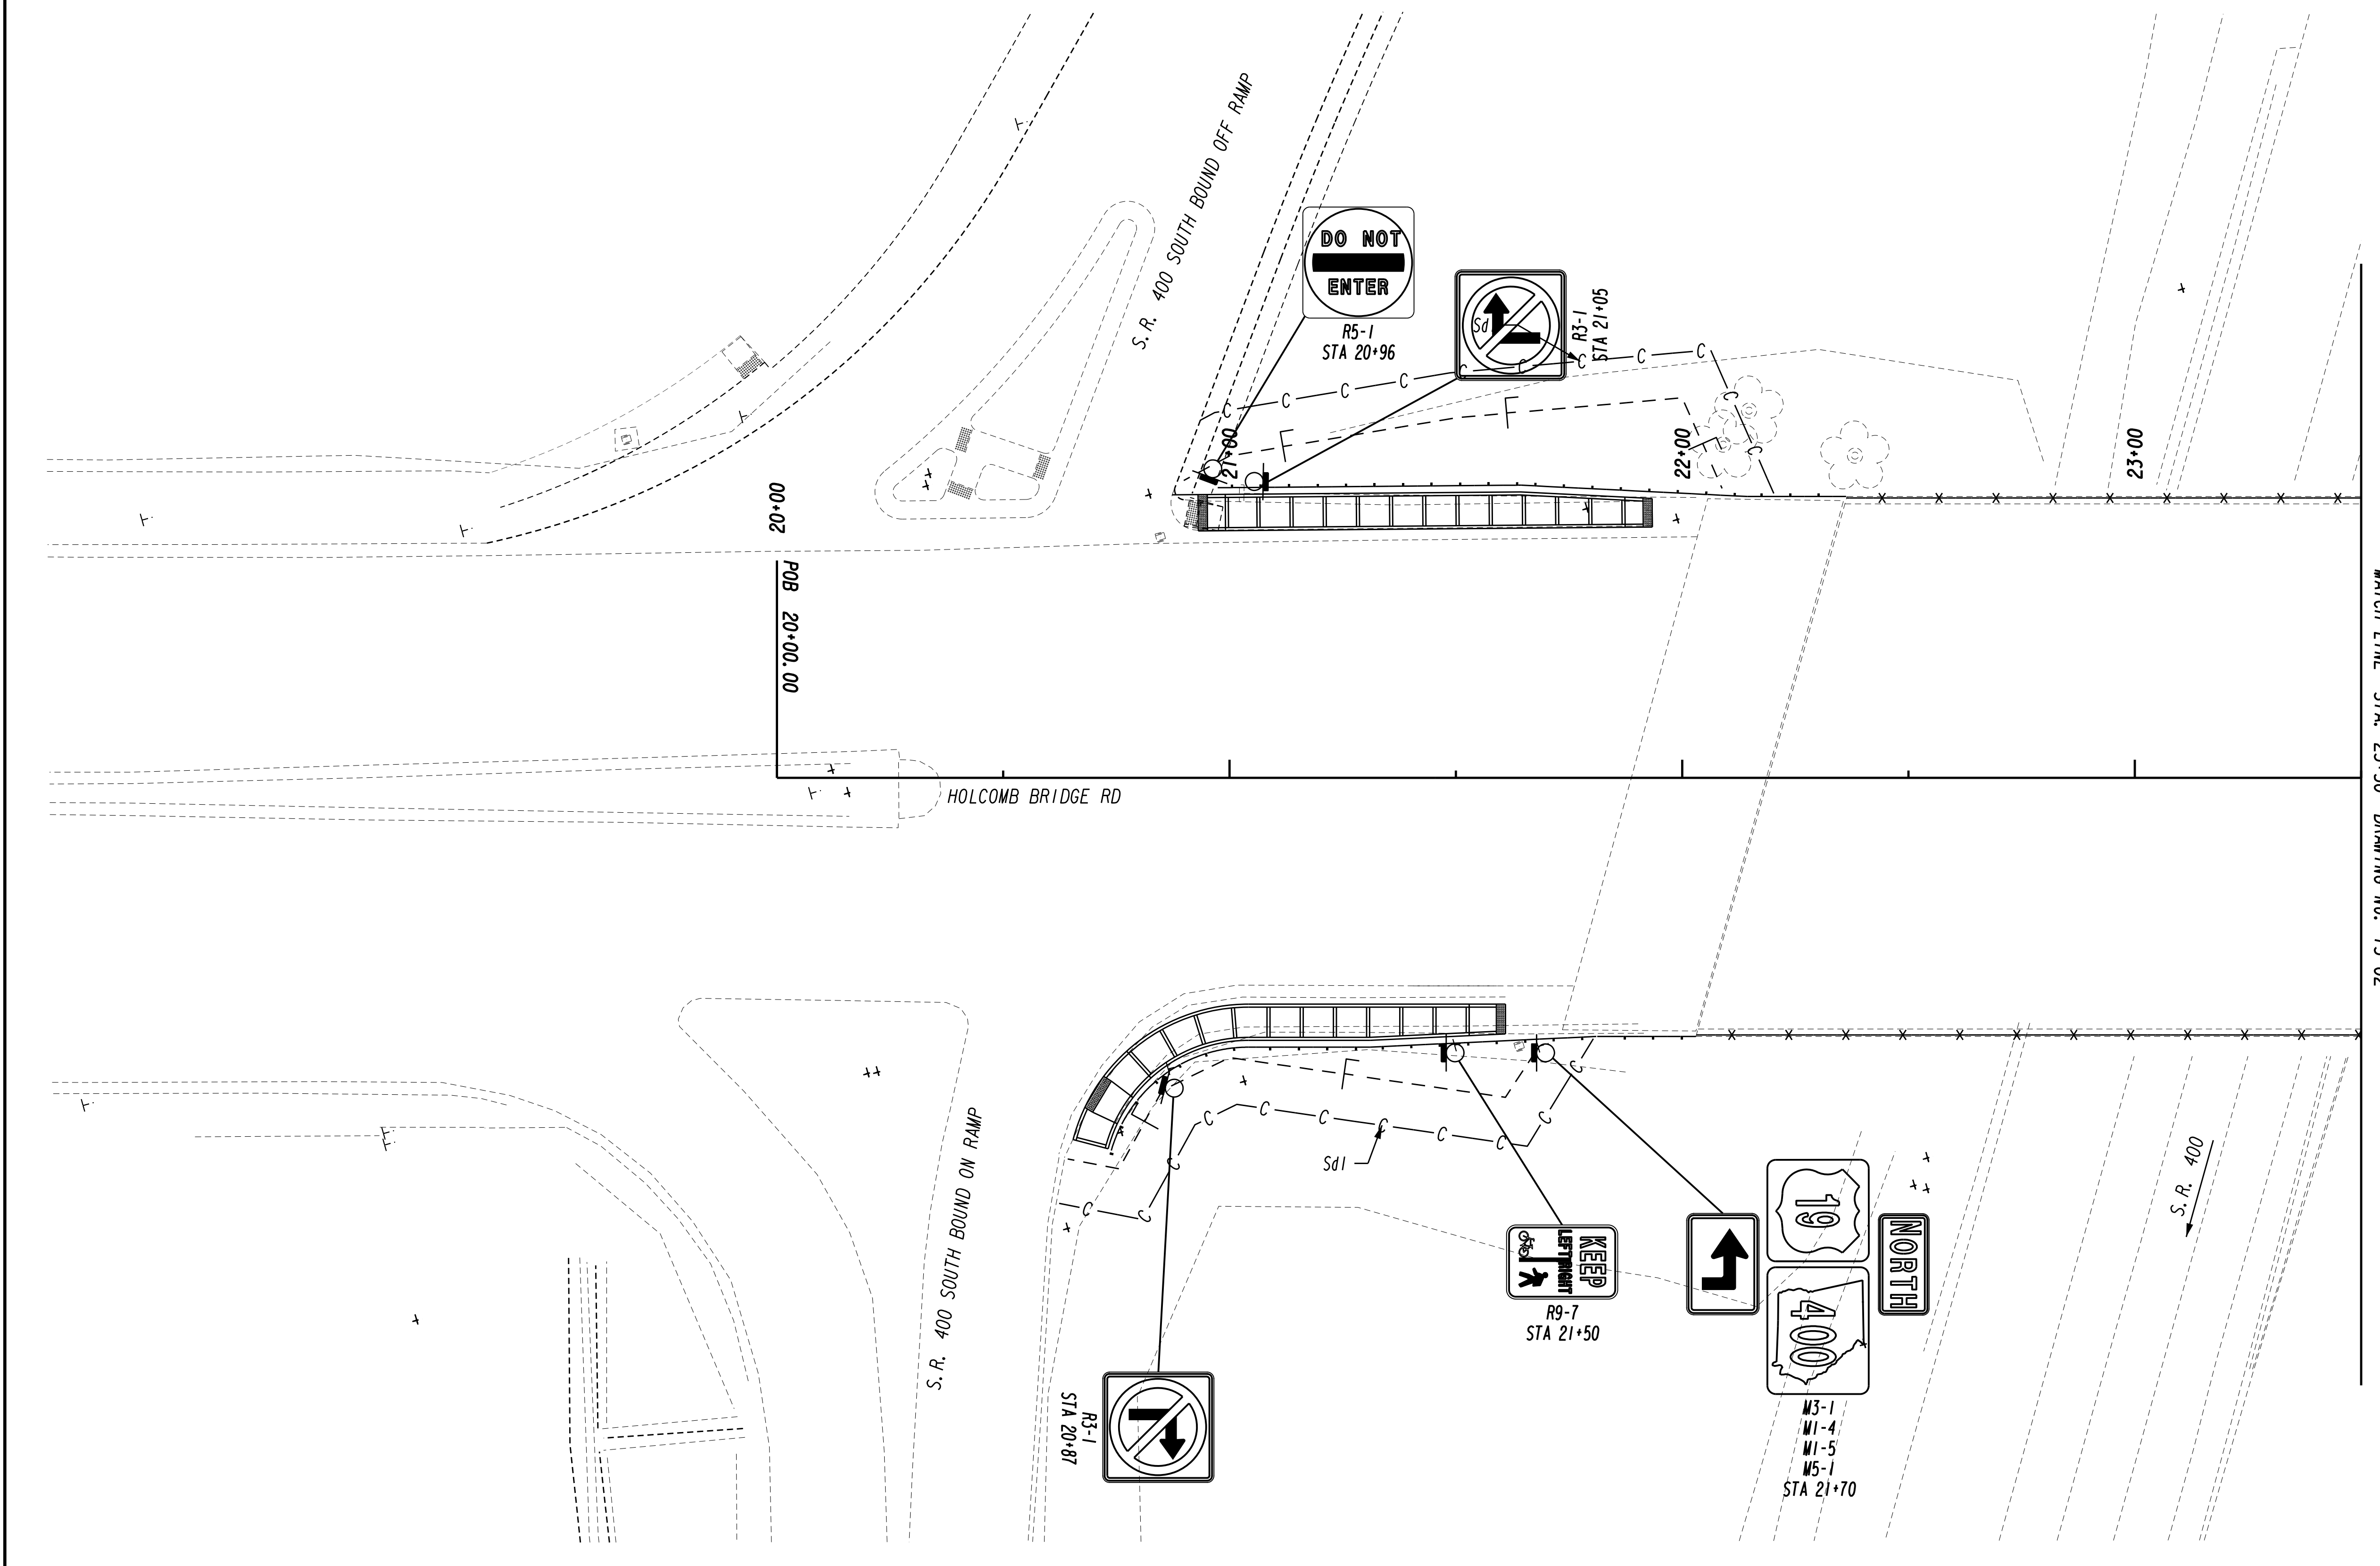 S. R. 400 SOUTH BOUND OFF RAMP
DO NOT
ENTER
R5-1
STA 20+96
Sd1
R3-1
STA 21+05
C C C C C C C C C C C
F F
21+00
22+00
23+00
20+00
POB 20+00.00
HOLCOMB BRIDGE RD
F
C C C C C C C C C C C
Sd1
S. R. 400 SOUTH BOUND ON RAMP
KEEP
LEFT RIGHT
R9-7
STA 21+50
NORTH
19
400
M3-1
M1-4
M1-5
M5-1
STA 21+70
R3-1
STA 20+87
S. R. 400